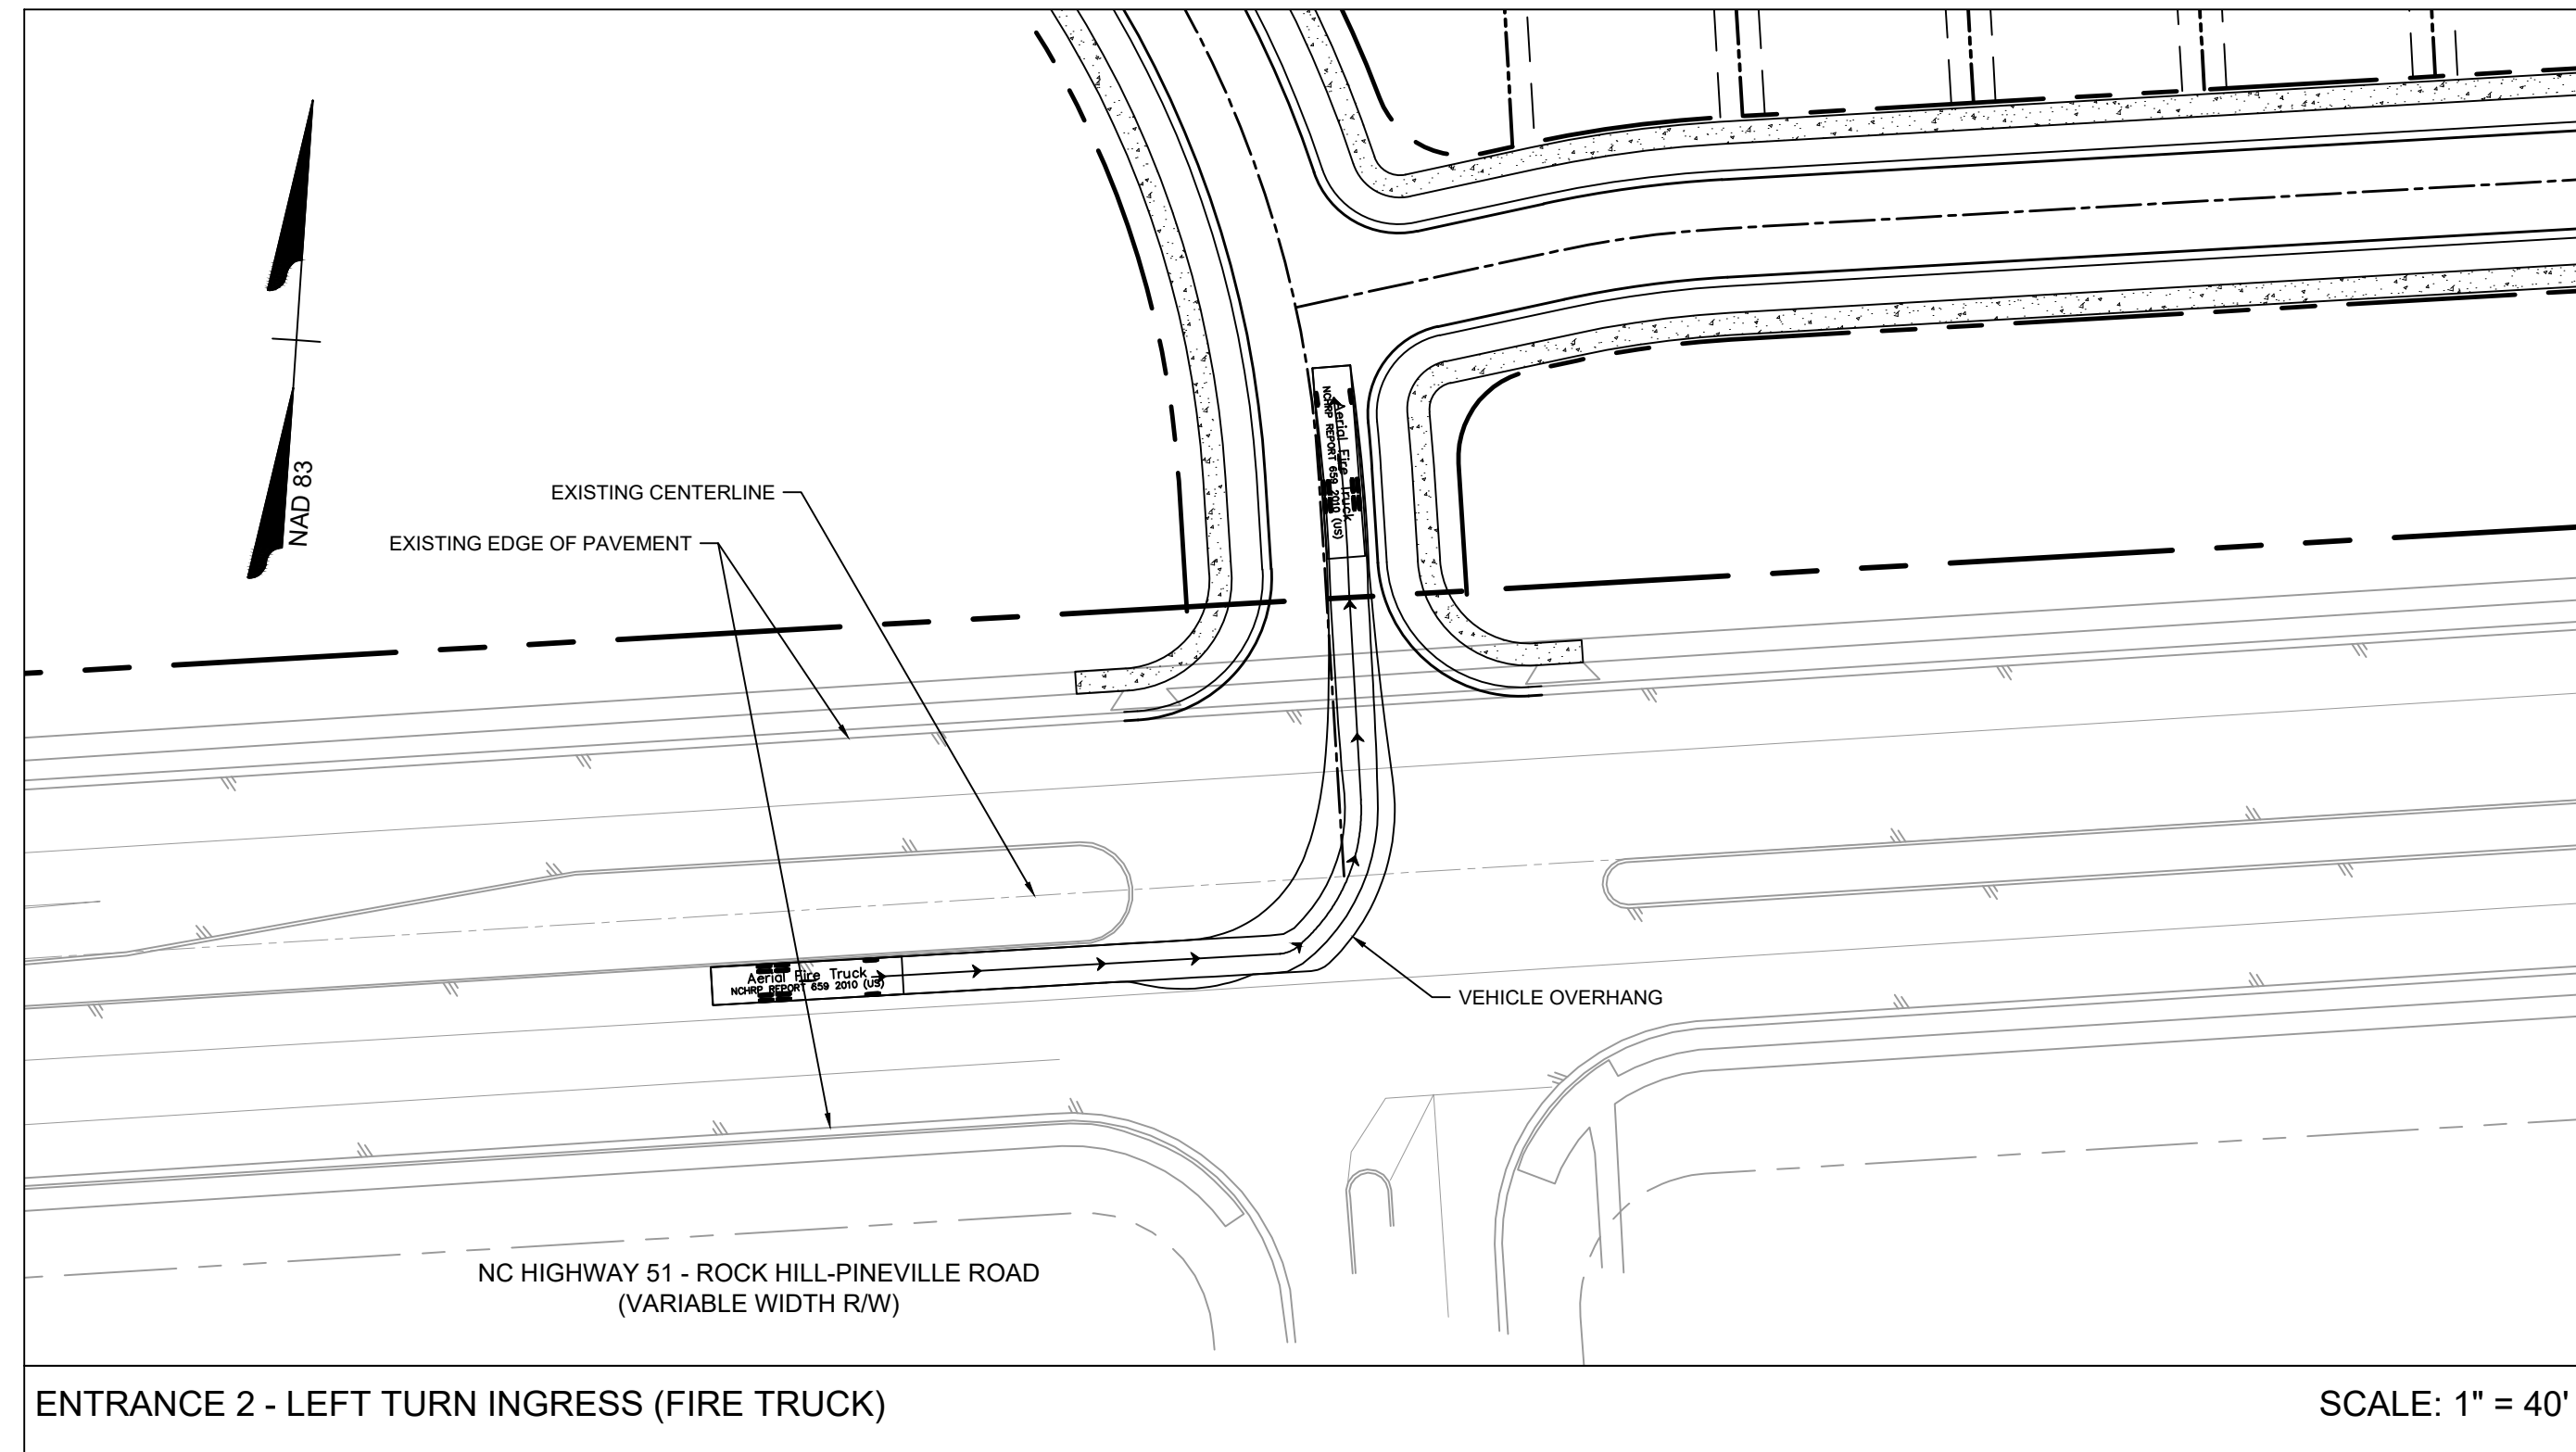 Aerial Fire Truck
NCHRP REPORT 659 2010 (US)
NAD 83
EXISTING CENTERLINE
EXISTING EDGE OF PAVEMENT
Aerial Fire Truck
NCHRP REPORT 659 2010 (US)
VEHICLE OVERHANG
NC HIGHWAY 51 - ROCK HILL-PINEVILLE ROAD
(VARIABLE WIDTH R/W)
ENTRANCE 2 - LEFT TURN INGRESS (FIRE TRUCK)
SCALE: 1" = 40'